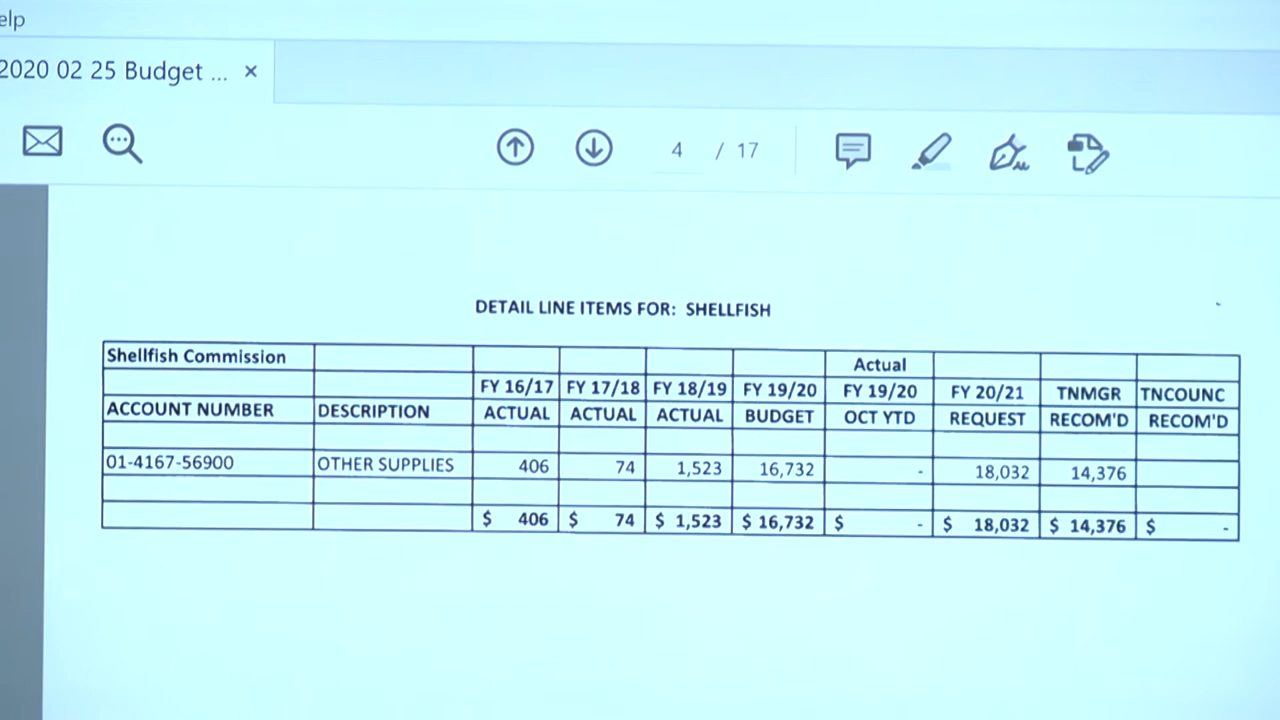 elp
2020 02 25 Budget ... ×
4 / 17
DETAIL LINE ITEMS FOR: SHELLFISH
Shellfish Commission Actual
FY 16/17 FY 17/18 FY 18/19 FY 19/20 FY 19/20 FY 20/21 TNMGR TNCOUNC
ACCOUNT NUMBER DESCRIPTION ACTUAL ACTUAL ACTUAL BUDGET OCT YTD REQUEST RECOM'D RECOM'D
01-4167-56900 OTHER SUPPLIES 406 74 1,523 16,732 - 18,032 14,376
$ 406 $ 74 $ 1,523 $ 16,732 $ - $ 18,032 $ 14,376 $ -